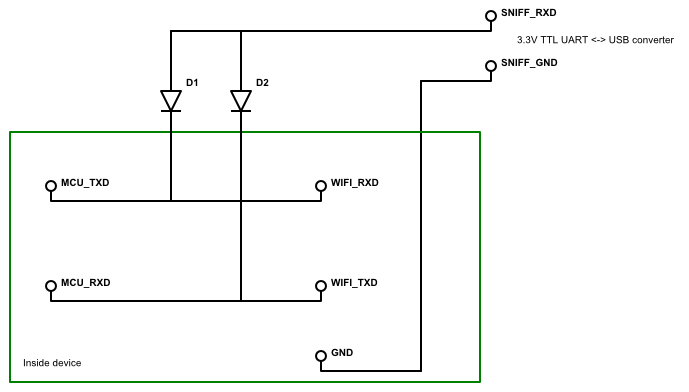 SNIFF_RXD
3.3V TTL UART <-> USB converter
SNIFF_GND
D1
D2
MCU_TXD
WIFI_RXD
MCU_RXD
WIFI_TXD
GND
Inside device